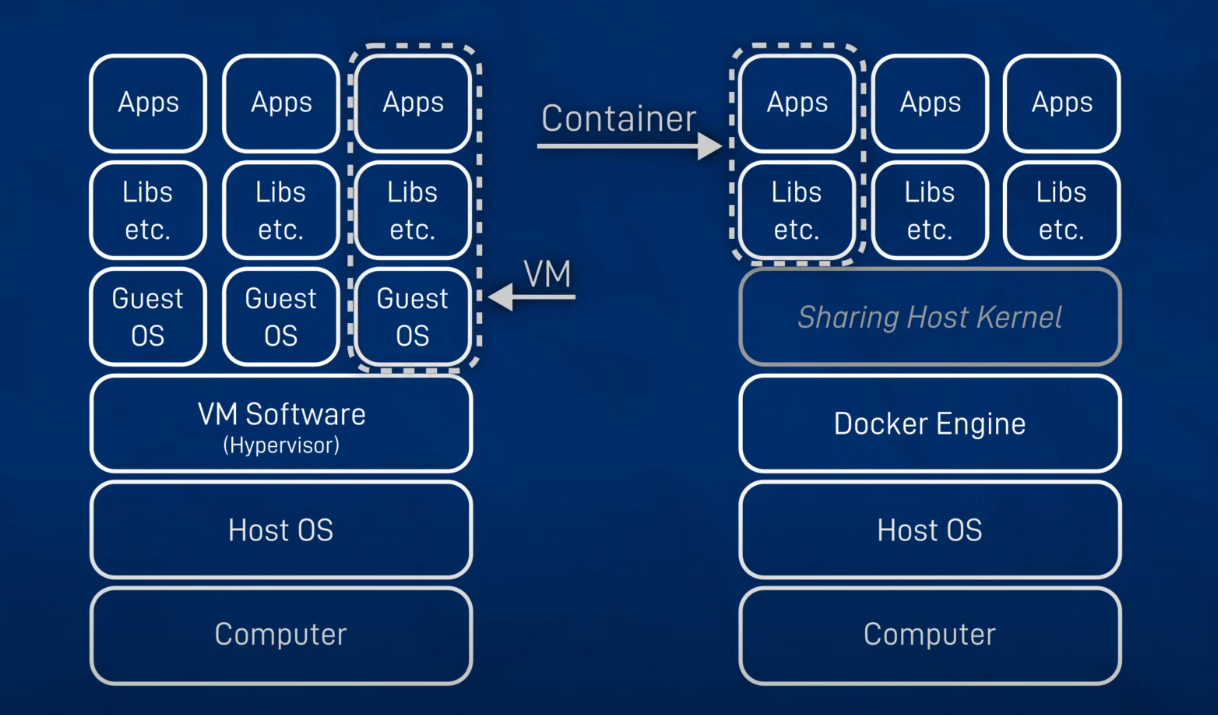 Apps
Apps
Apps
Libs
etc.
Libs
etc.
Libs
etc.
Guest
OS
Guest
OS
Guest
OS
VM Software
(Hypervisor)
Host OS
Computer
Container
VM
Apps
Apps
Apps
Libs
etc.
Libs
etc.
Libs
etc.
Sharing Host Kernel
Docker Engine
Host OS
Computer